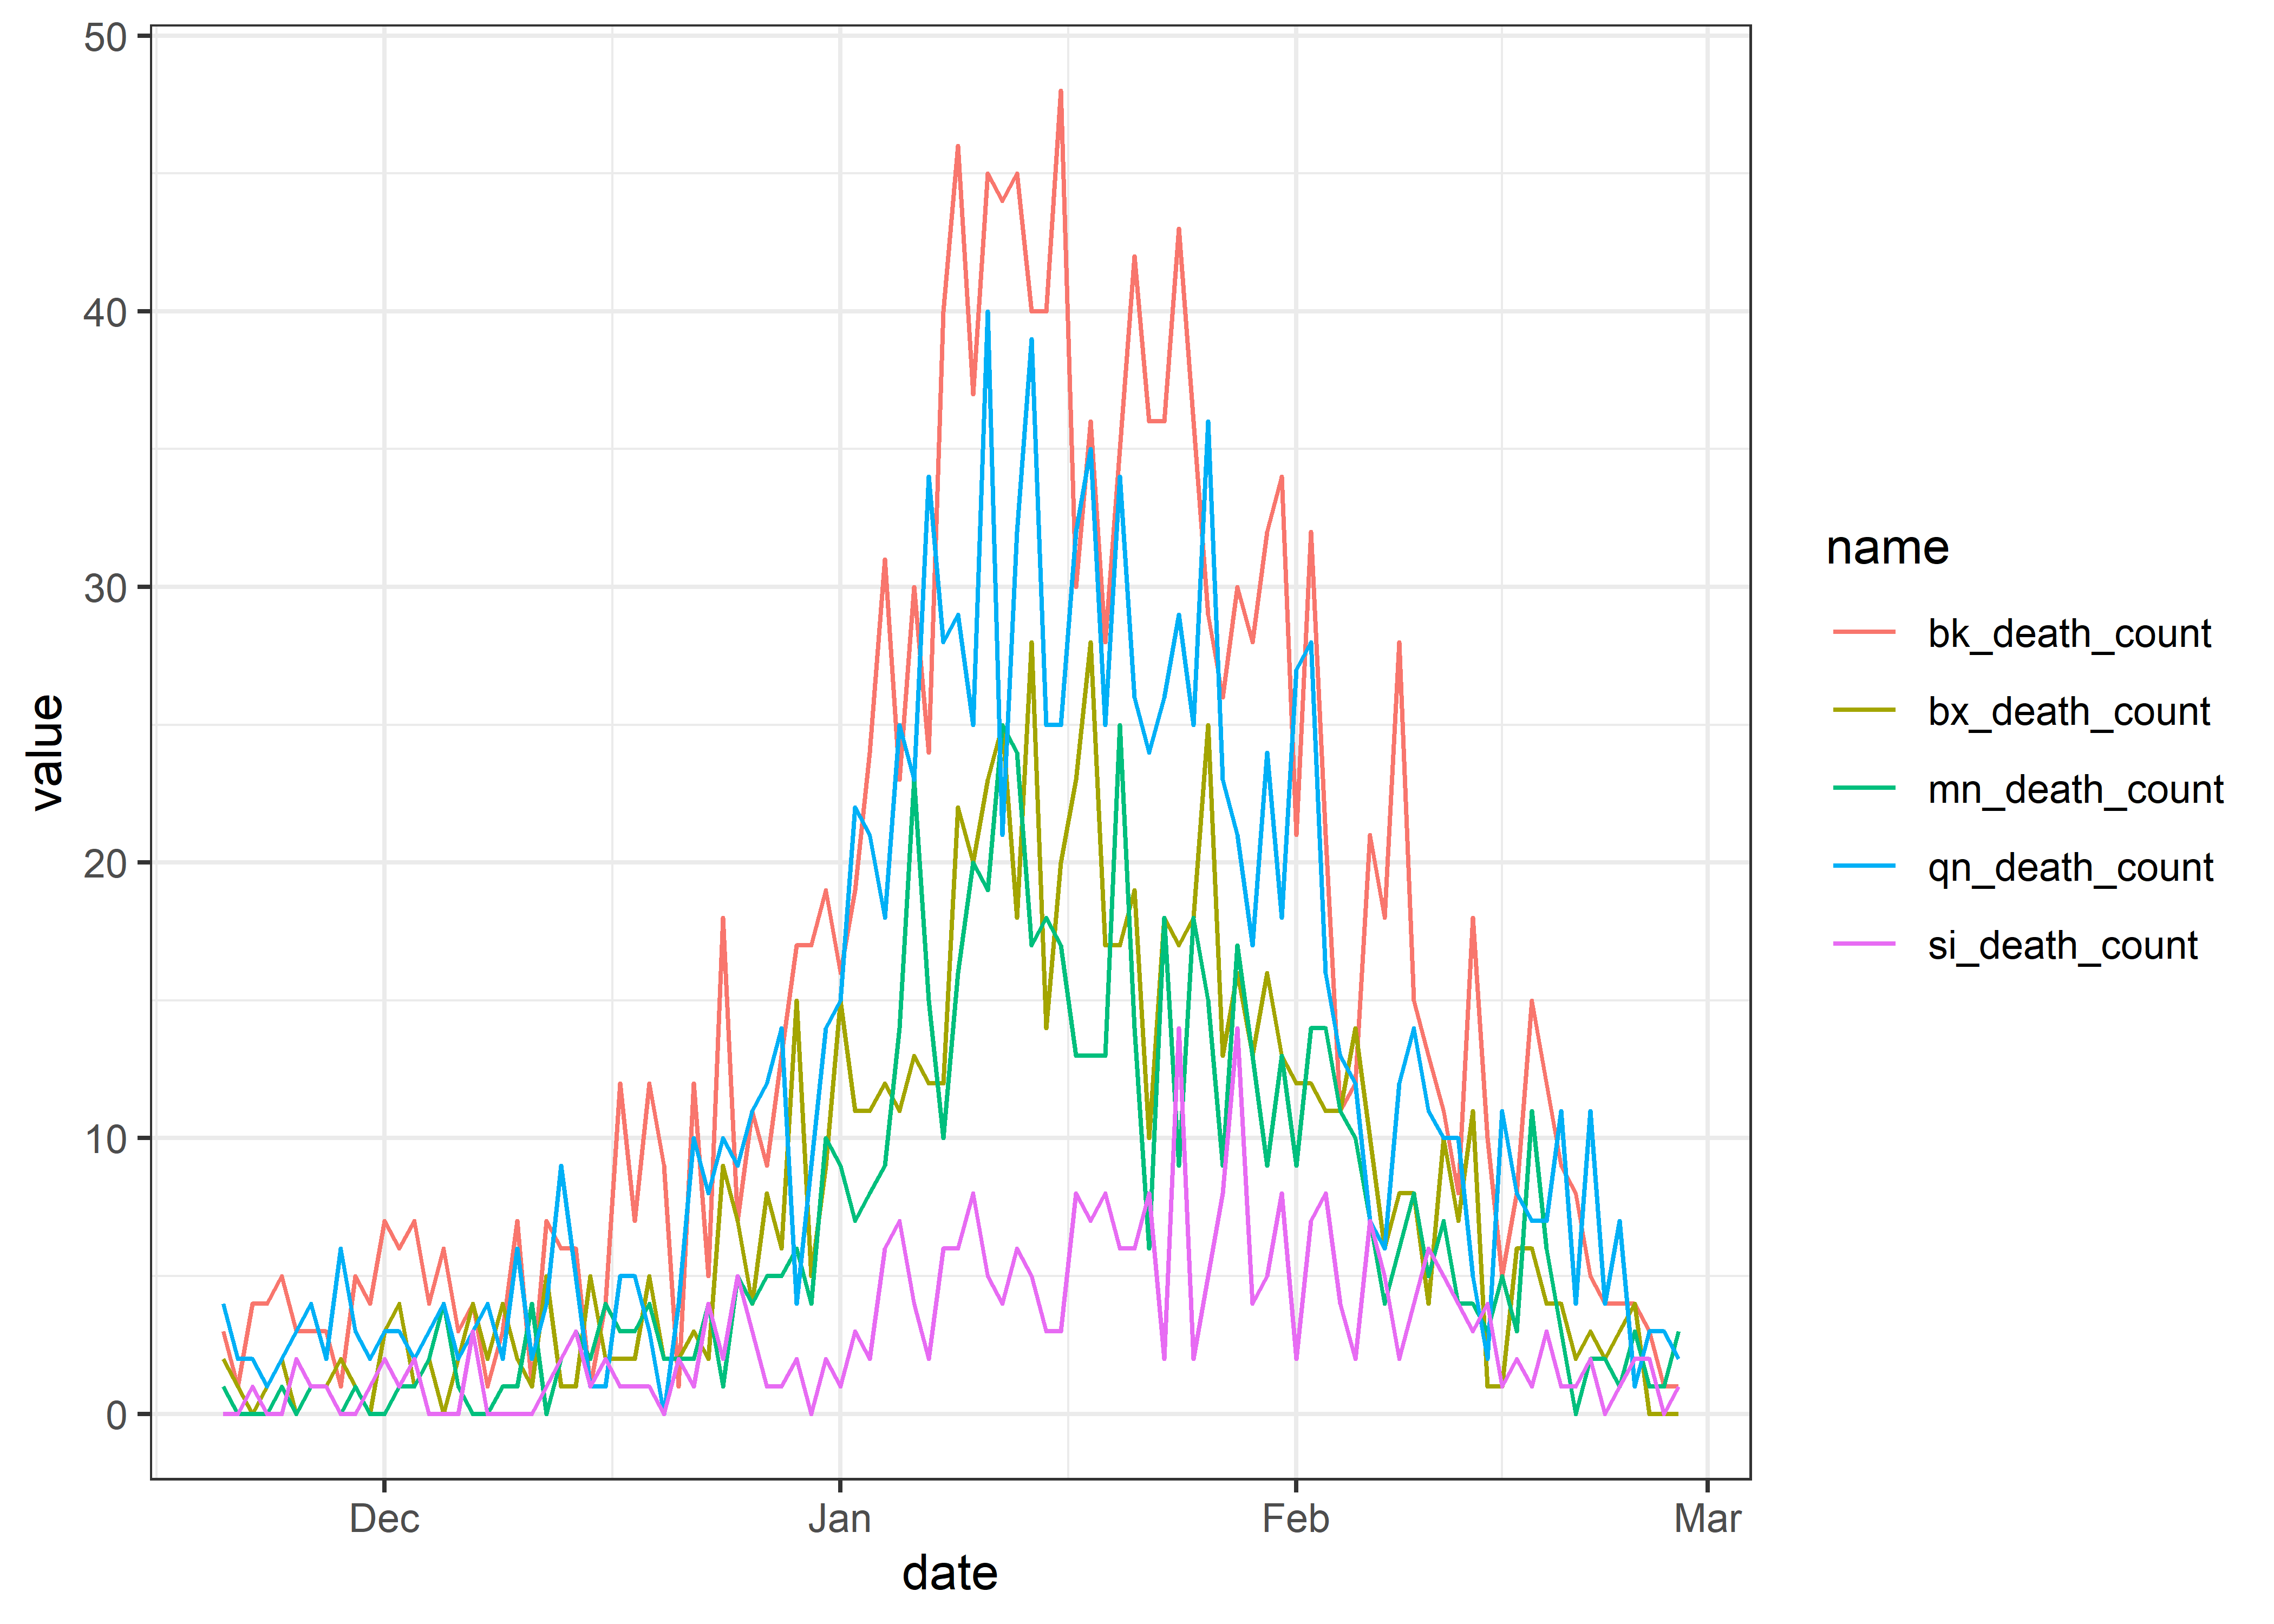 50
40
30
20
10
0
value
Dec Jan Feb Mar
date
name
bk_death_count
bx_death_count
mn_death_count
qn_death_count
si_death_count